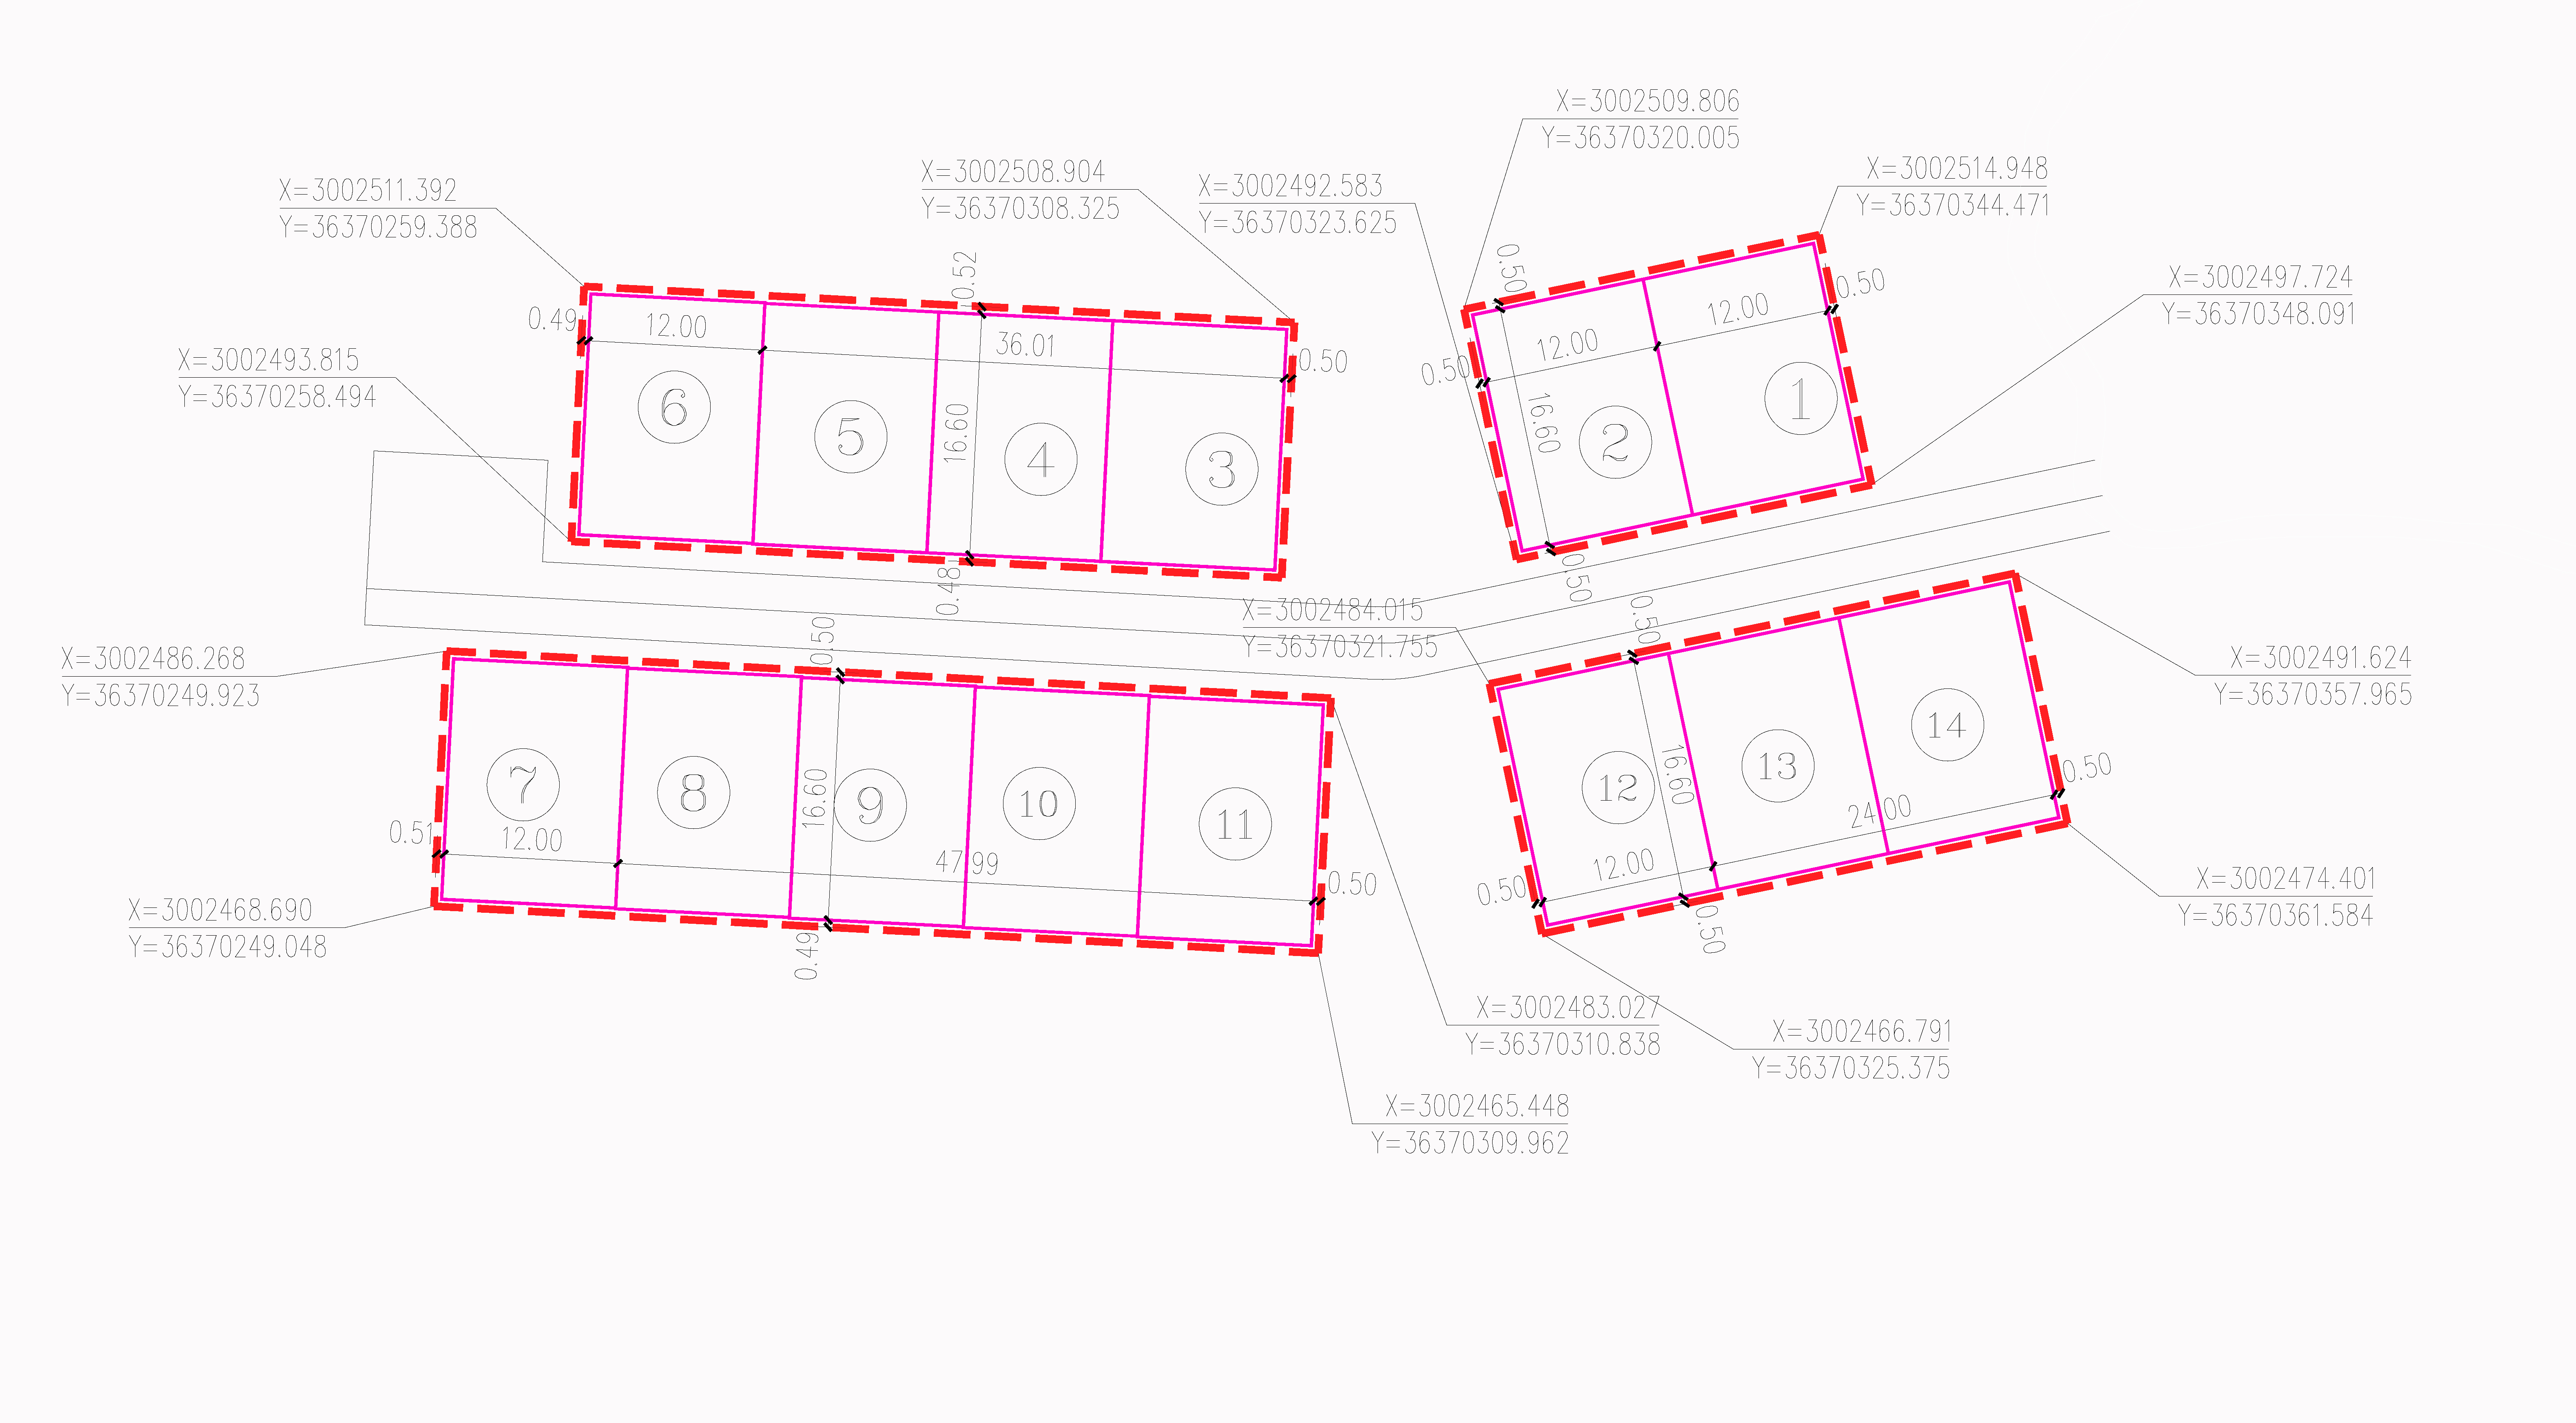 X=3002509.806
Y=36370320.005
X=3002514.948
Y=36370344.471
X=3002508.904
Y=36370308.325
X=3002492.583
Y=36370323.625
X=3002511.392
Y=36370259.388
X=3002497.724
Y=36370348.091
X=3002493.815
Y=36370258.494
0.49
12.00
0.52
36.01
0.50
16.60
0.48
6
5
4
3
0.50
12.00
12.00
0.50
0.50
16.60
0.50
2
1
X=3002484.015
Y=36370321.755
X=3002486.268
Y=36370249.923
X=3002491.624
Y=36370357.965
0.50
16.60
7
8
9
10
11
0.51
12.00
47.99
0.50
0.49
0.50
16.60
12
13
14
0.50
12.00
24.00
0.50
0.50
X=3002468.690
Y=36370249.048
X=3002474.401
Y=36370361.584
X=3002483.027
Y=36370310.838
X=3002466.791
Y=36370325.375
X=3002465.448
Y=36370309.962